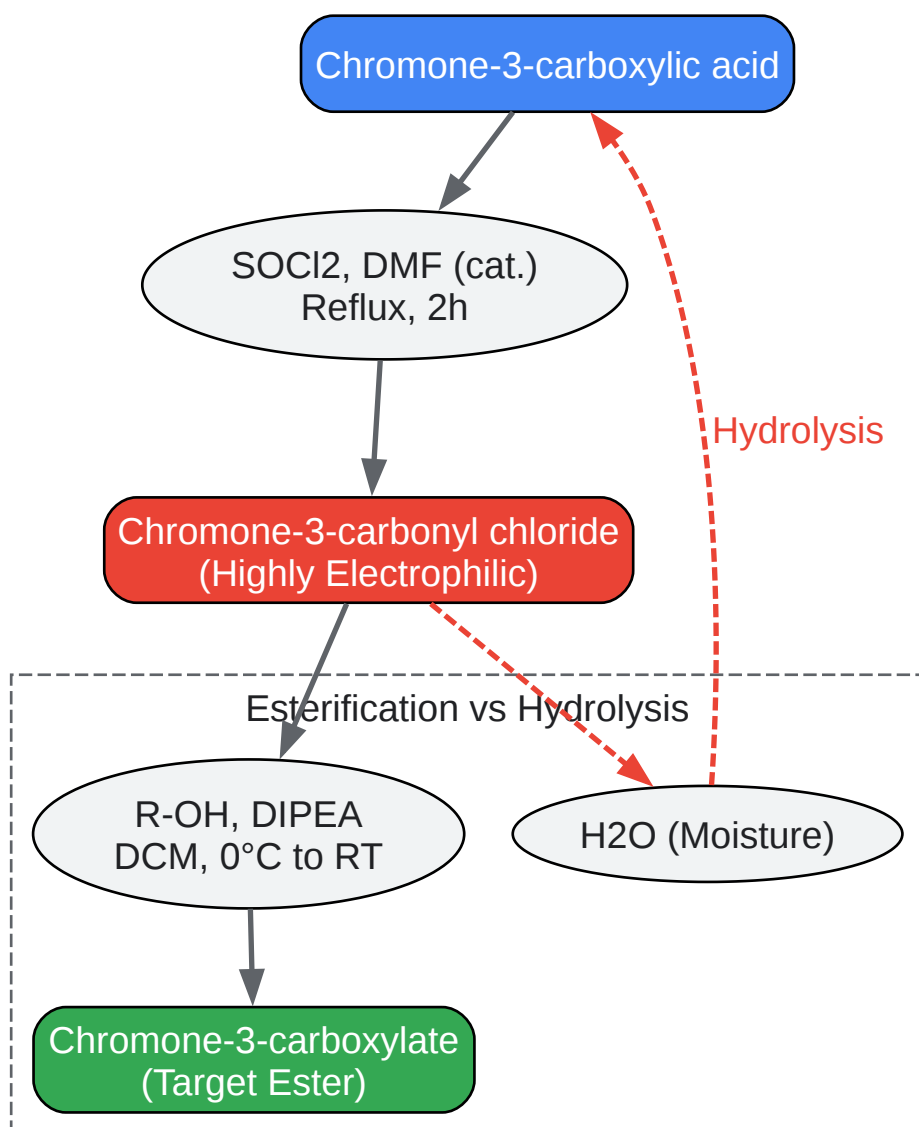 Chromone-3-carboxylic acid
SOCl2, DMF (cat.)
Reflux, 2h
Hydrolysis
Chromone-3-carbonyl chloride
(Highly Electrophilic)
Esterification vs Hydrolysis
R-OH, DIPEA
DCM, 0°C to RT
H2O (Moisture)
Chromone-3-carboxylate
(Target Ester)